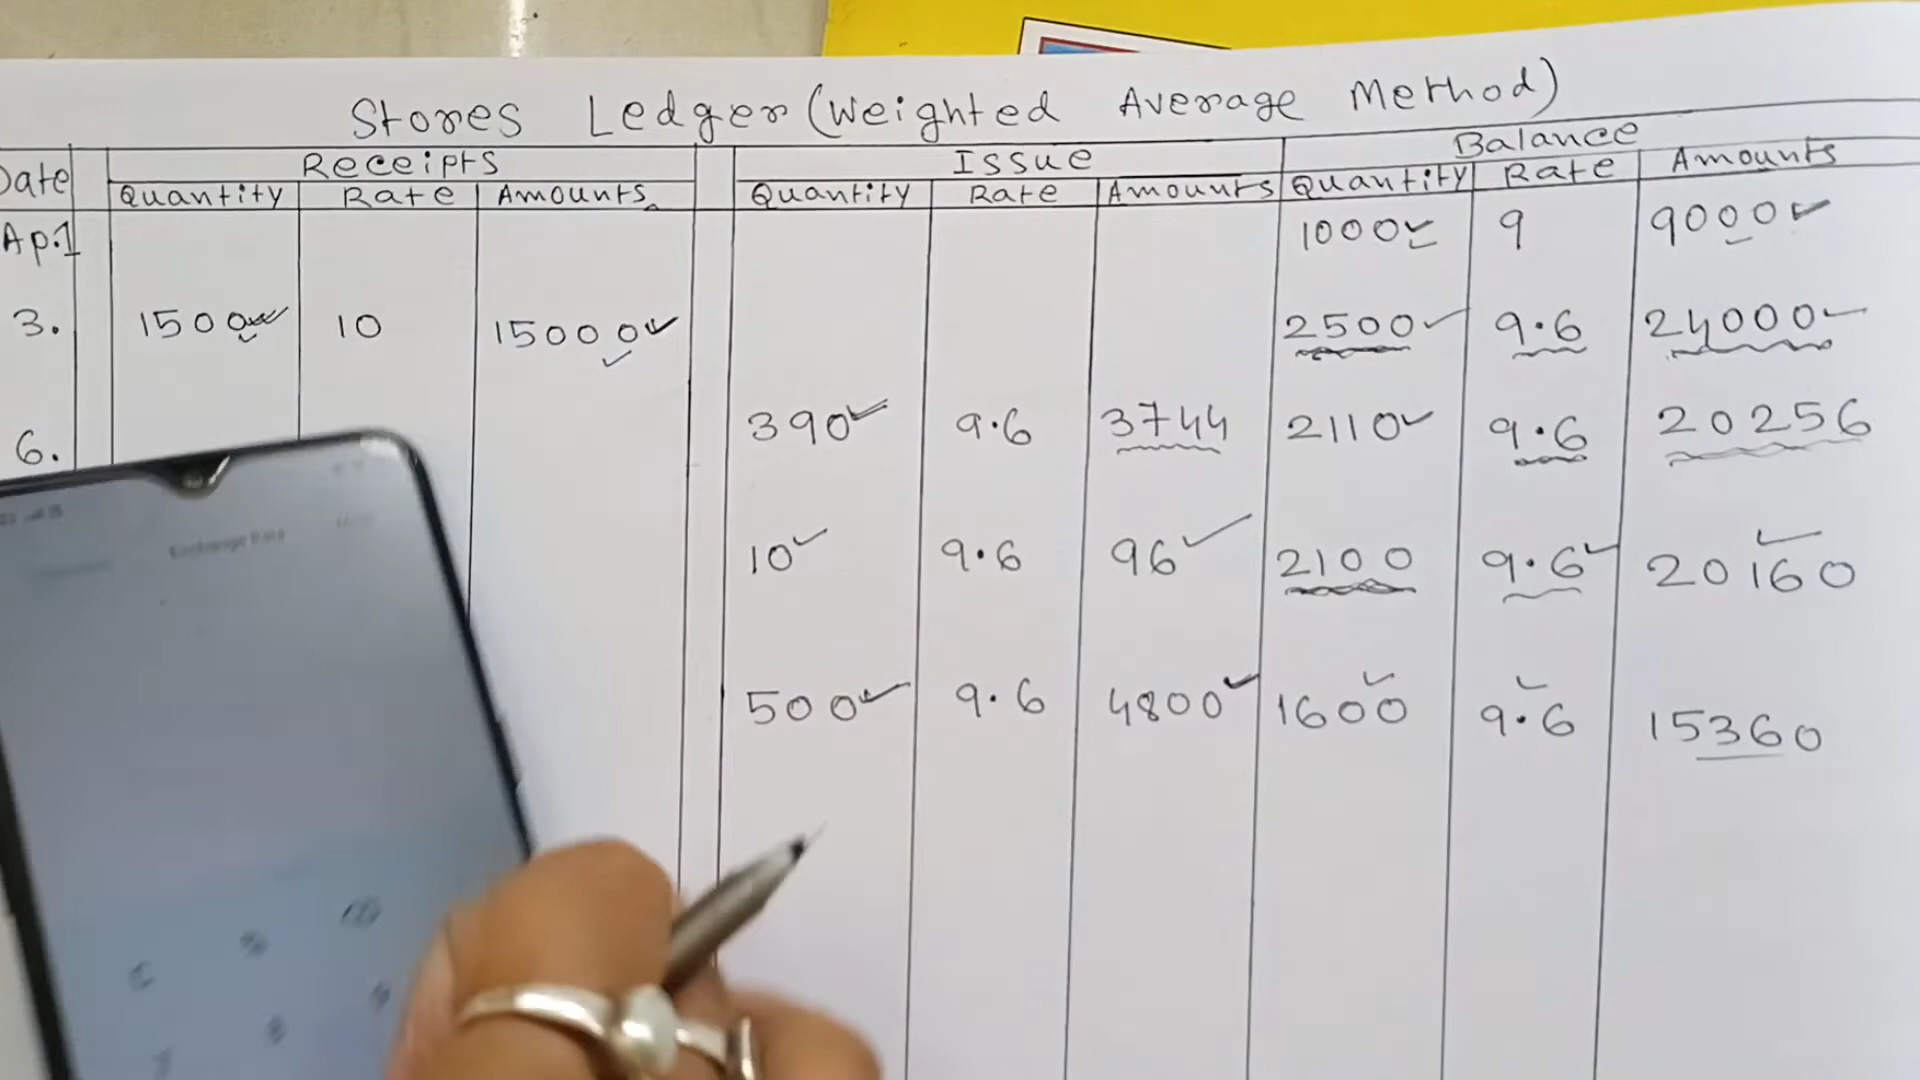 Stores Ledger (Weighted Average Method)
Date Receipts Issue Balance
Quantity Rate Amounts Quantity Rate Amounts Quantity Rate Amounts
Ap.1 1000 9 9000
3. 1500 10 15000 2500 9.6 24000
6. 390 9.6 3744 2110 9.6 20256
10 9.6 96 2100 9.6 20160
500 9.6 4800 1600 9.6 15360